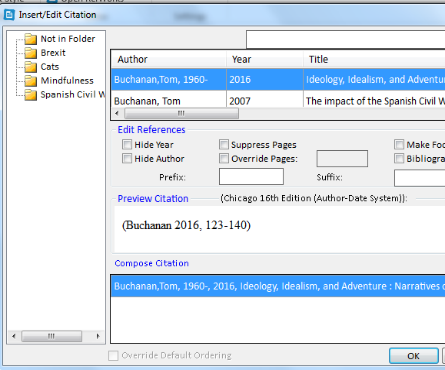 Insert/Edit Citation
Not in Folder
Brexit
Cats
Mindfulness
Spanish Civil W
Author Year Title
Buchanan,Tom, 1960- 2016 Ideology, Idealism, and Adventure
Buchanan, Tom 2007 The impact of the Spanish Civil W
Edit References
Hide Year Suppress Pages Make Foo
Hide Author Override Pages: Bibliogra
Prefix: Suffix:
Preview Citation (Chicago 16th Edition (Author-Date System)):
(Buchanan 2016, 123-140)
Compose Citation
Buchanan,Tom, 1960-, 2016, Ideology, Idealism, and Adventure : Narratives o
Override Default Ordering
OK